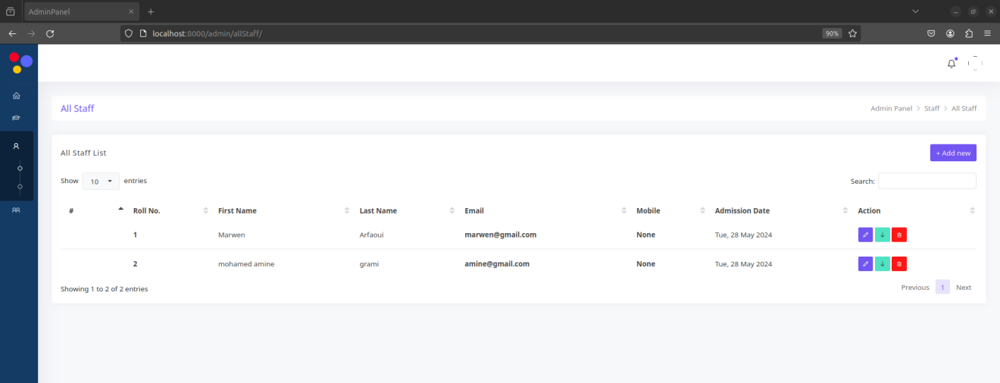 AdminPanel
localhost:8000/admin/allStaff/
90%
All Staff
Admin Panel > Staff > All Staff
All Staff List
+ Add new
Show 10 entries
Search:
# Roll No. First Name Last Name Email Mobile Admission Date Action
1 Marwen Arfaoui marwen@gmail.com None Tue, 28 May 2024
2 mohamed amine grami amine@gmail.com None Tue, 28 May 2024
Showing 1 to 2 of 2 entries
Previous 1 Next